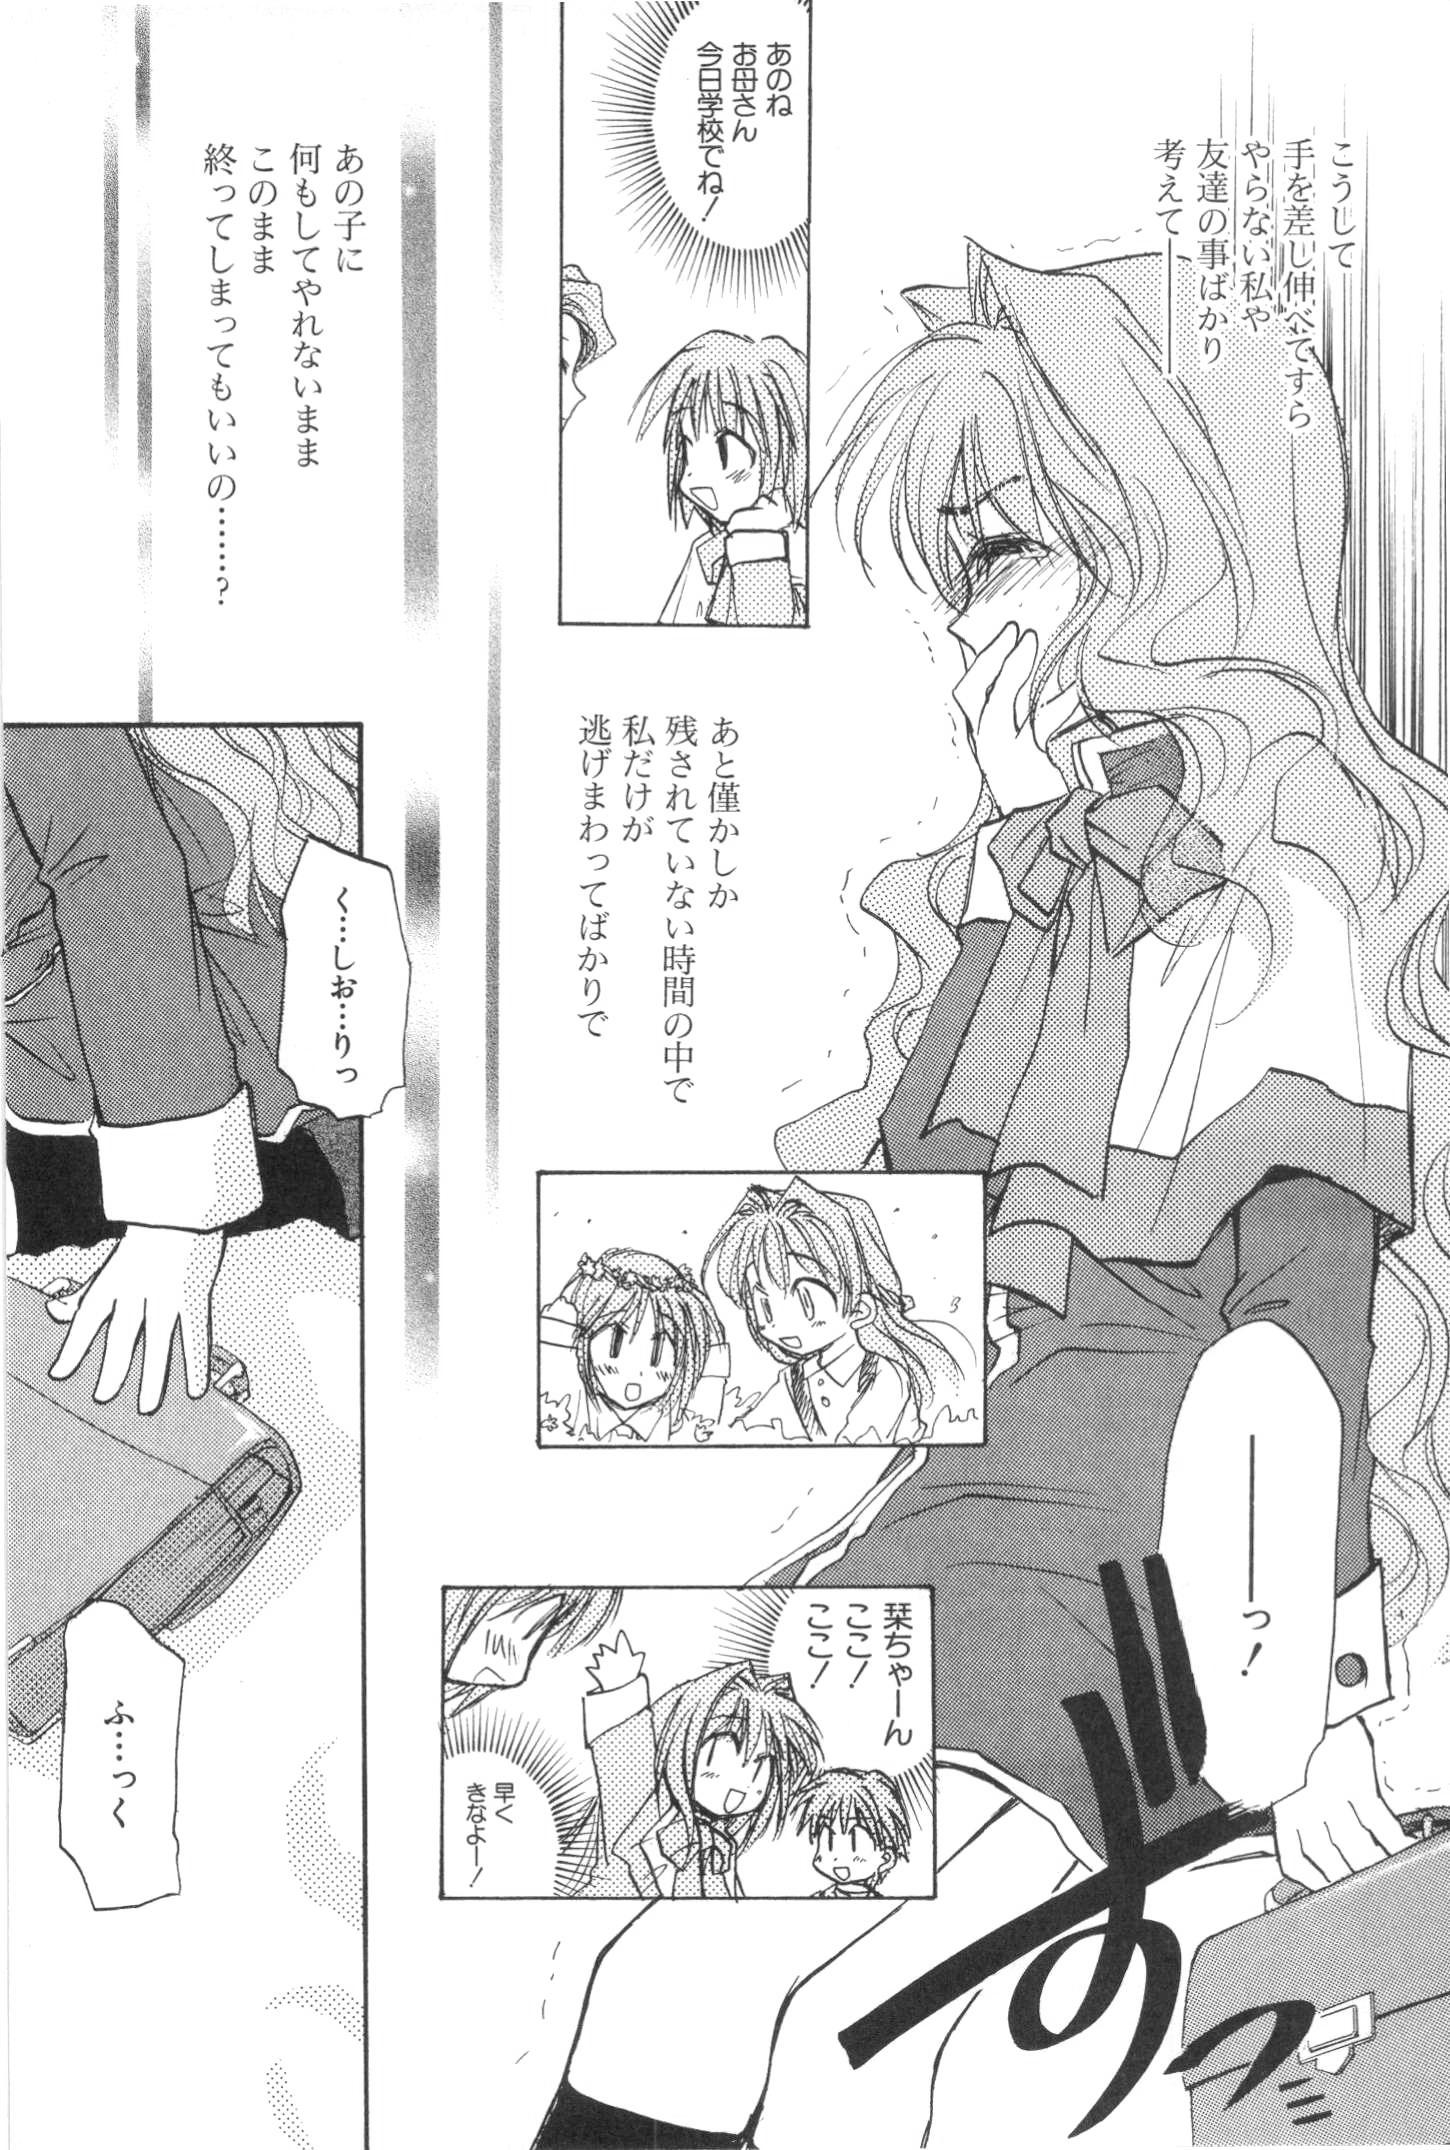 こうして
手を差し伸べてすら
やらない私や
友達の事ばかり
考えて――
あのね
お母さん
今日学校でね!
――っ!
ずずっ
あと僅かしか
残されていない時間の中で
私だけが
逃げまわってばかりで
栞ちゃーん
ここ!
ここ!
早く
きなよー!
あの子に
何もしてやれないまま
このまま
終ってしまってもいいの……?
く…しお…りっ
ふ…っく